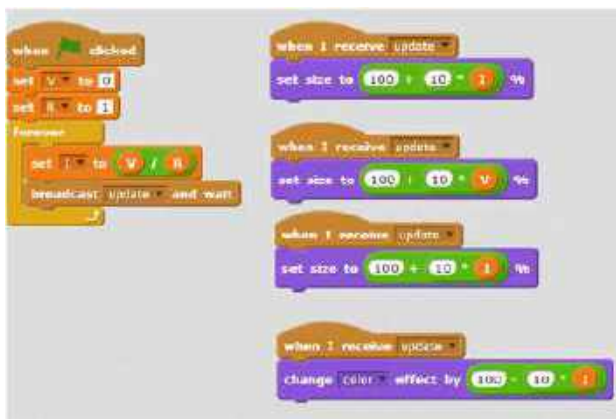 when clicked
set V to 0
set R to 1
forever
set I to V / R
broadcast update and wait
when I receive update
set size to 100 + 10 * I %
when I receive update
set size to 100 + 10 * V %
when I receive update
set size to 100 + 10 * I %
when I receive update
change color effect by 100 - 10 * I